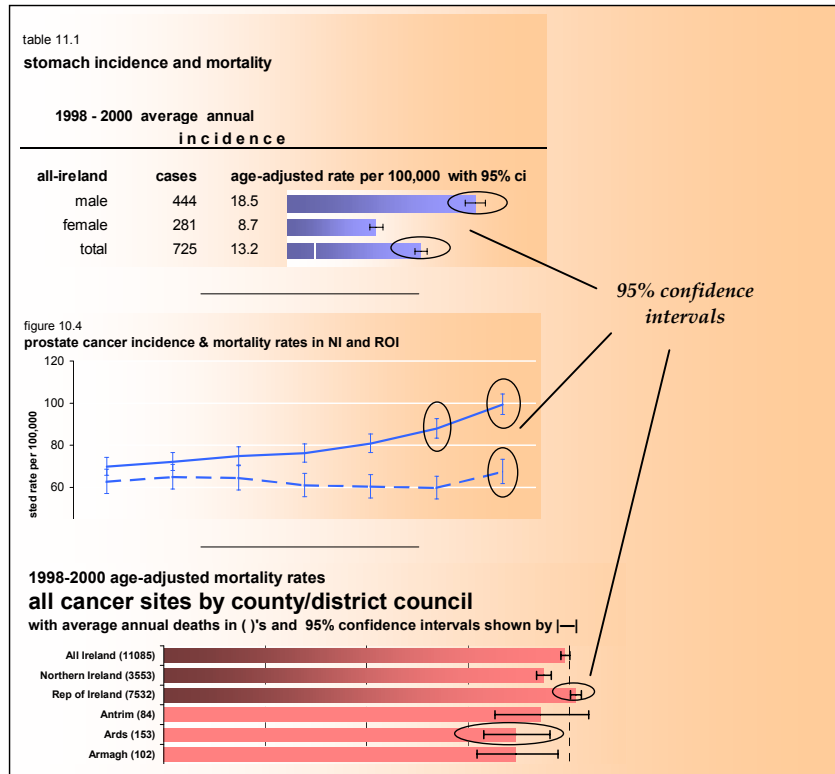 table 11.1
stomach incidence and mortality
1998 - 2000 average annual
incidence
all-ireland cases age-adjusted rate per 100,000 with 95% ci
male 444 18.5
female 281 8.7
total 725 13.2
95% confidence
intervals
figure 10.4
prostate cancer incidence & mortality rates in NI and ROI
120
100
80
60
sted rate per 100,000
1998-2000 age-adjusted mortality rates
all cancer sites by county/district council
with average annual deaths in ( )'s and 95% confidence intervals shown by |—|
All Ireland (11085)
Northern Ireland (3553)
Rep of Ireland (7532)
Antrim (84)
Ards (153)
Armagh (102)